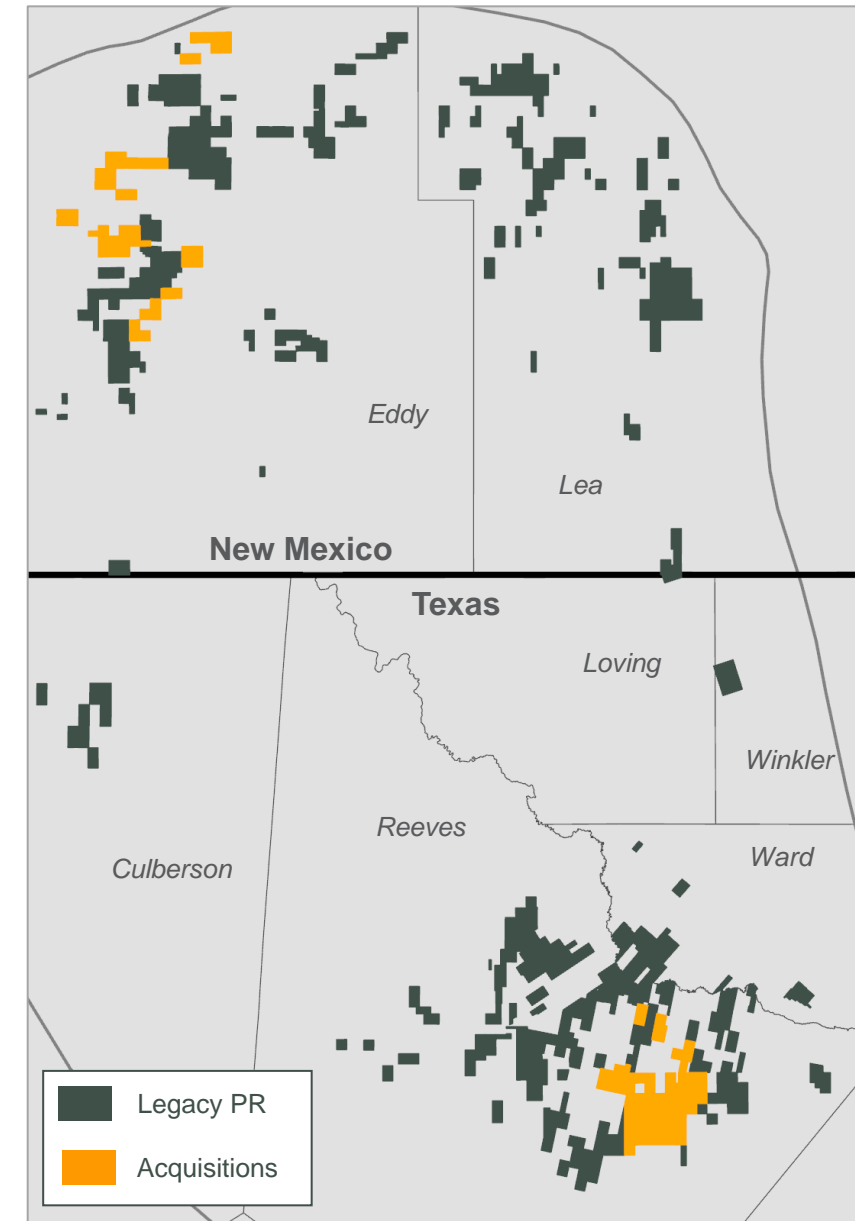 Eddy
Lea
New Mexico
Texas
Loving
Winkler
Reeves
Ward
Culberson
Legacy PR
Acquisitions